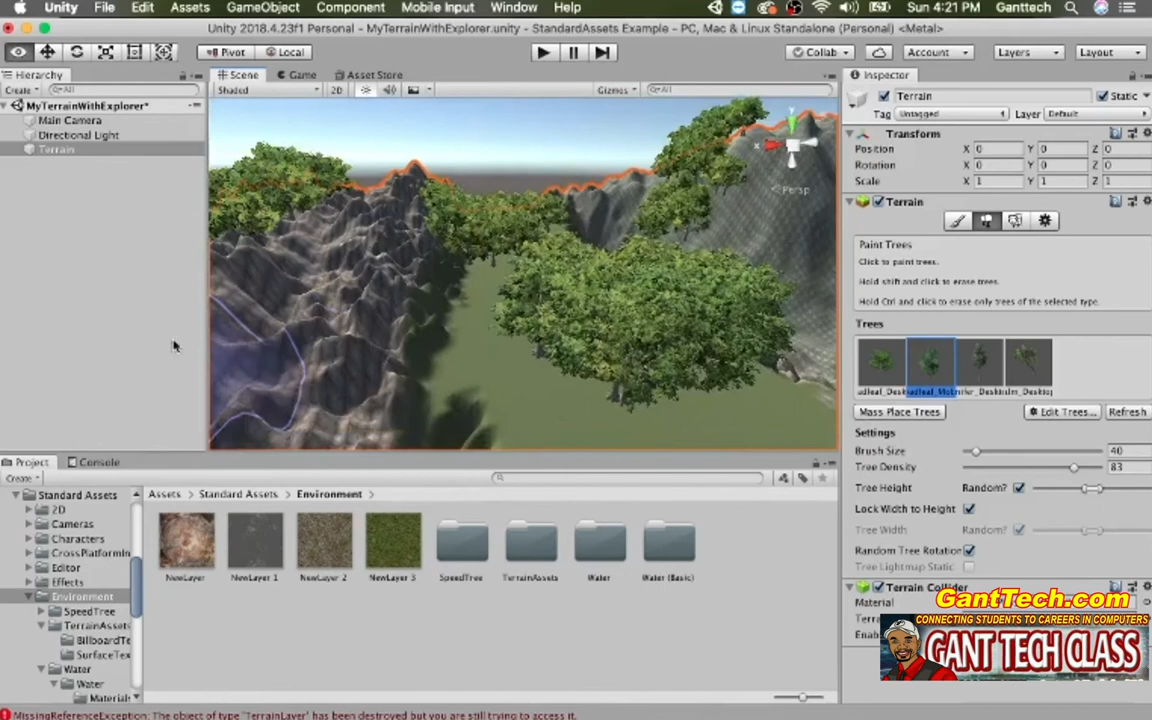 Unity File Edit Assets GameObject Component Mobile Input Window Help Sun 4:21 PM Ganttech
Unity 2018.4.23f1 Personal - MyTerrainWithExplorer.unity - StandardAssets Example - PC, Mac & Linux Standalone (Personal) <Metal>
Pivot Local Collab Account Layers Layout
Hierarchy Scene Game Asset Store Inspector
Create All Shaded 2D Gizmos All
MyTerrainWithExplorer*
Main Camera
Directional Light
Terrain
Persp
Terrain Static
Tag Untagged Layer Default
Transform
Position X 0 Y 0 Z 0
Rotation X 0 Y 0 Z 0
Scale X 1 Y 1 Z 1
Terrain
Paint Trees
Click to paint trees.
Hold shift and click to erase trees.
Hold Ctrl and click to erase only trees of the selected type.
Trees
Mass Place Trees Edit Trees... Refresh
Settings
Brush Size 40
Tree Density 83
Tree Height Random?
Lock Width to Height
Tree Width Random?
Random Tree Rotation
Tree Lightmap Static
Terrain Collider
Material
Project Console
Create
Standard Assets
2D
Cameras
Characters
CrossPlatformIn
Editor
Effects
Environment
SpeedTree
TerrainAssets
BillboardTe
SurfaceTex
Water
Water
Materials
Assets Standard Assets Environment
NewLayer NewLayer 1 NewLayer 2 NewLayer 3 SpeedTree TerrainAssets Water Water (Basic)
GantTech.com
CONNECTING STUDENTS TO CAREERS IN COMPUTERS
GANT TECH CLASS
MissingReferenceException: The object of type 'TerrainLayer' has been destroyed but you are still trying to access it.